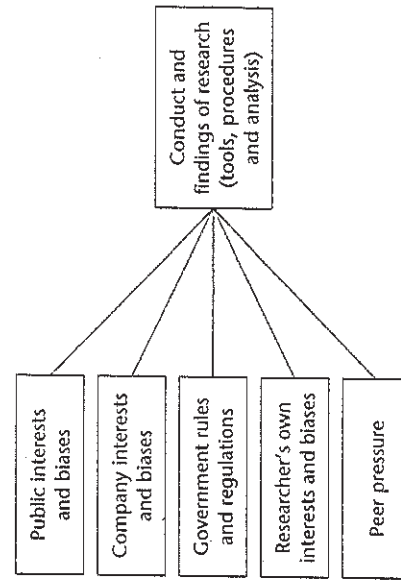 Public interests
and biases
Company interests
and biases
Government rules
and regulations
Researcher's own
interests and biases
Peer pressure
Conduct and
findings of research
(tools, procedures
and analysis)